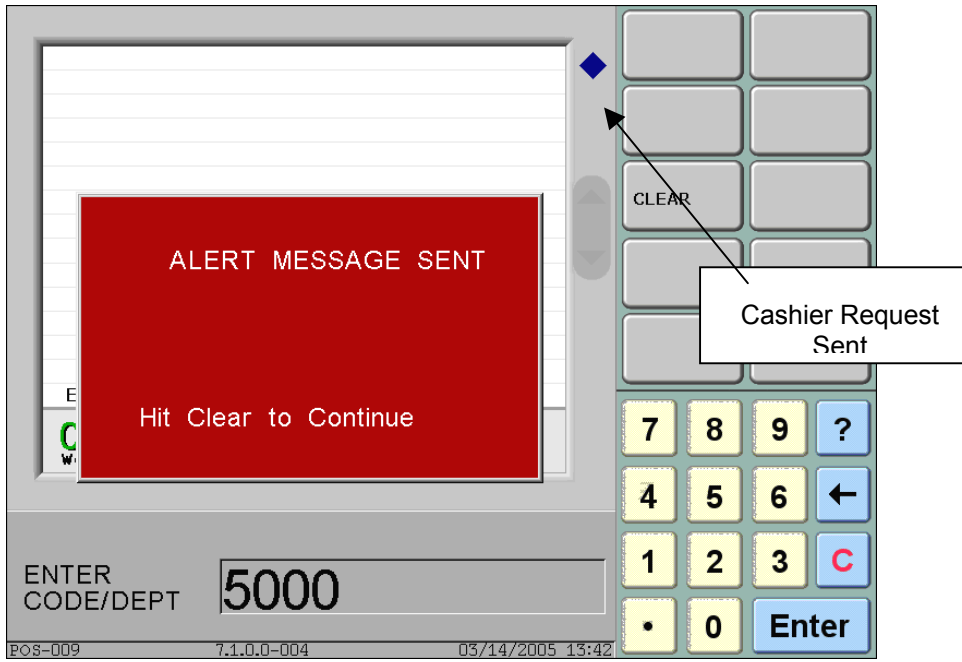 CLEAR
ALERT MESSAGE SENT
Hit Clear to Continue
Cashier Request
Sent
7 8 9 ?
4 5 6 ←
1 2 3 C
. 0 Enter
ENTER
CODE/DEPT 5000
POS-009 7.1.0.0-004 03/14/2005 13:42